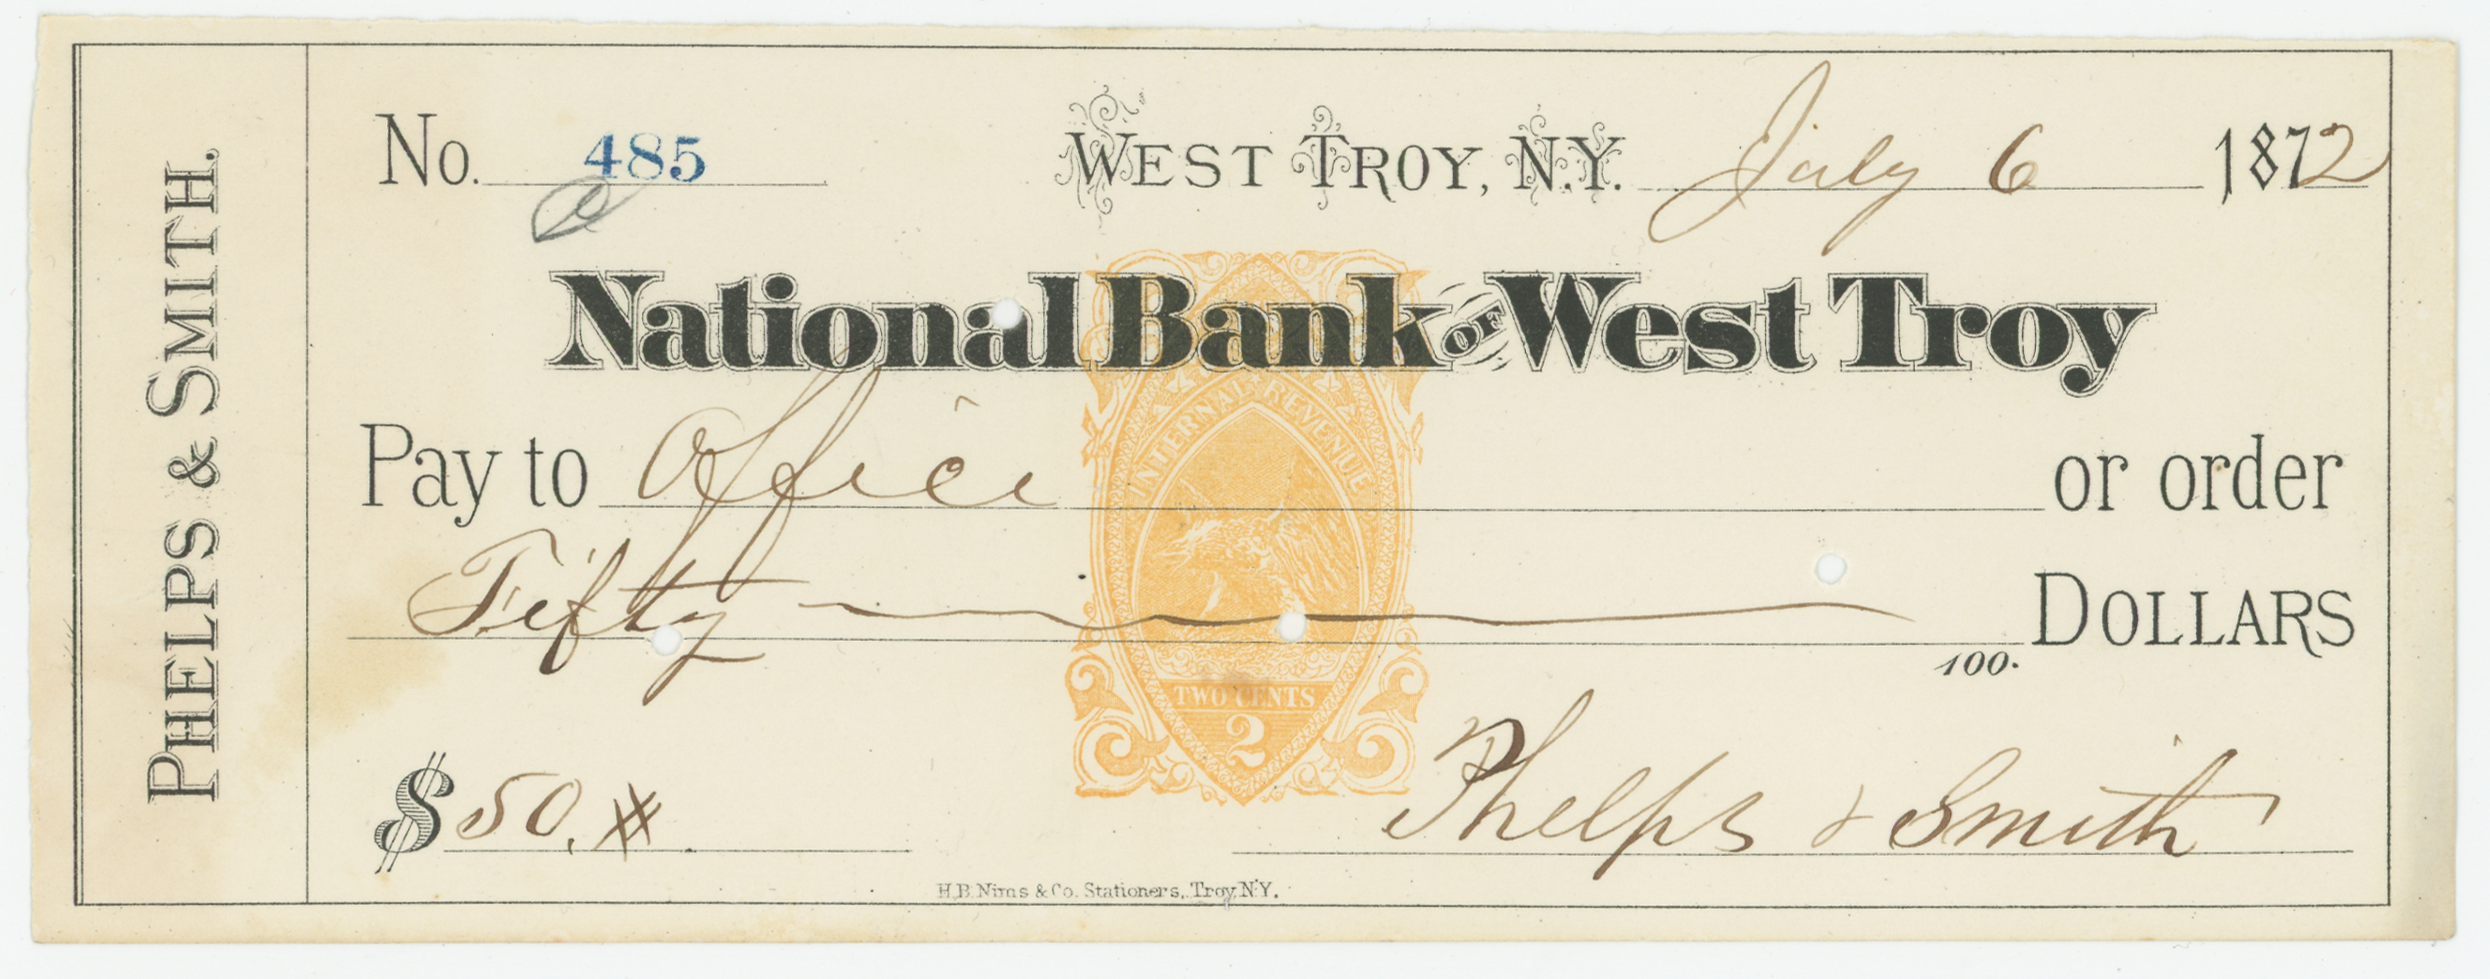 PHELPS & SMITH.
No. 485
WEST TROY, N.Y. July 6 1872
National Bank OF West Troy
INTERNAL REVENUE
Pay to Office or order
Fifty DOLLARS
100.
TWO CENTS
2
$ 50.
Phelps & Smith
H.B. Nims & Co. Stationers, Troy, N.Y.